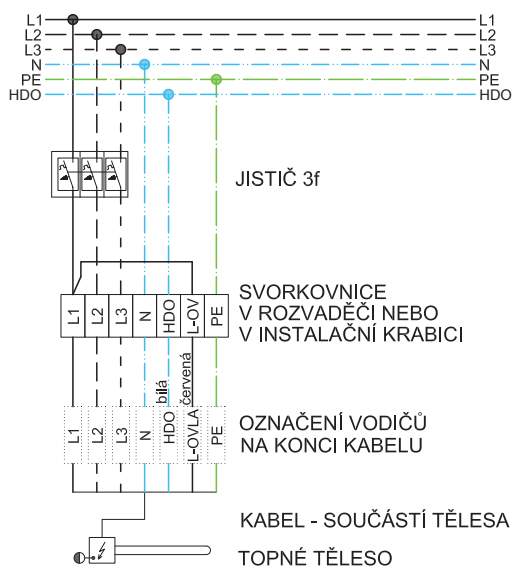 L1 L1
L2 L2
L3 L3
N N
PE PE
HDO HDO
JISTIČ 3f
L1 L2 L3 N HDO L-OV PE
SVORKOVNICE
V ROZVADĚČI NEBO
V INSTALAČNÍ KRABICI
bílá červená
L1 L2 L3 N HDO L-OVLA PE
OZNAČENÍ VODIČŮ
NA KONCI KABELU
KABEL - SOUČÁSTÍ TĚLESA
TOPNÉ TĚLESO